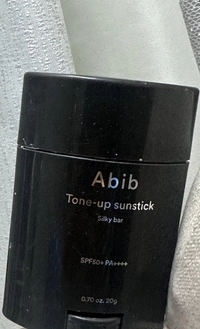 Abib
Tone-up sunstick
Silky bar
SPF50+ PA++++
0.70 oz. 20g